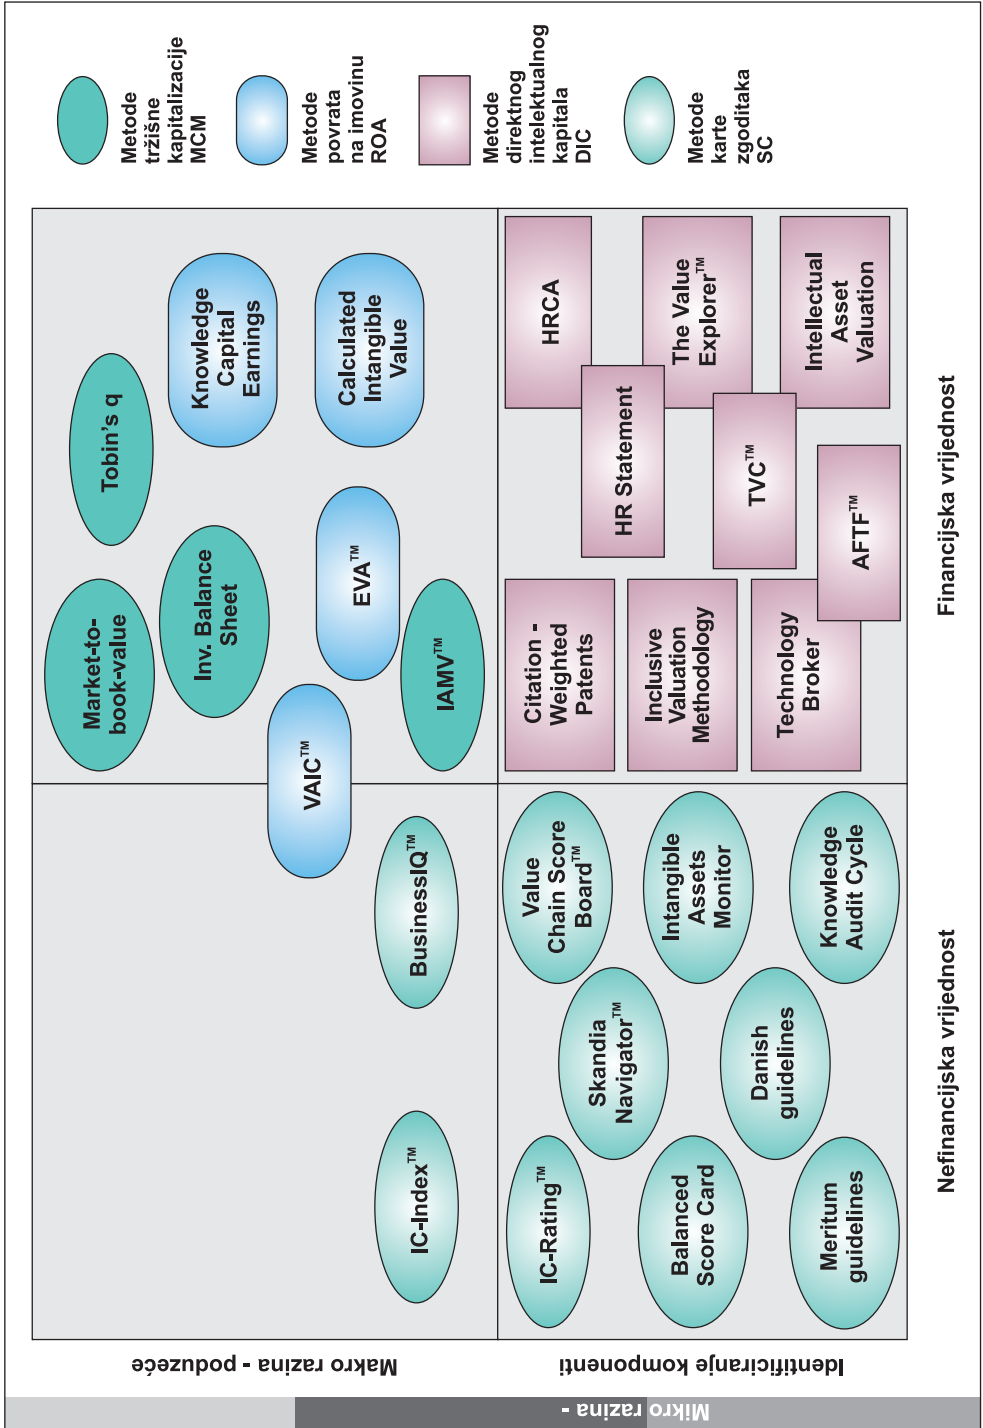 Makro razina - poduzeće
Mikro razina -
Identificiranje komponenti
Market-to-
book-value
Tobin's q
Inv. Balance
Sheet
Knowledge
Capital
Earnings
VAIC™
EVA™
Calculated
Intangible
Value
IC-Index™
BusinessIQ™
IAMV™
IC-Rating™
Skandia
Navigator™
Value
Chain Score
Board™
Balanced
Score Card
Danish
guidelines
Intangible
Assets
Monitor
Meritum
guidelines
Knowledge
Audit Cycle
Citation -
Weighted
Patents
HR Statement
HRCA
Inclusive
Valuation
Methodology
TVC™
The Value
Explorer™
Technology
Broker
AFTF™
Intellectual
Asset
Valuation
Nefinancijska vrijednost
Financijska vrijednost
Metode
tržišne
kapitalizacije
MCM
Metode
povrata
na imovinu
ROA
Metode
direktnog
intelektualnog
kapitala
DIC
Metode
karte
zgoditaka
SC